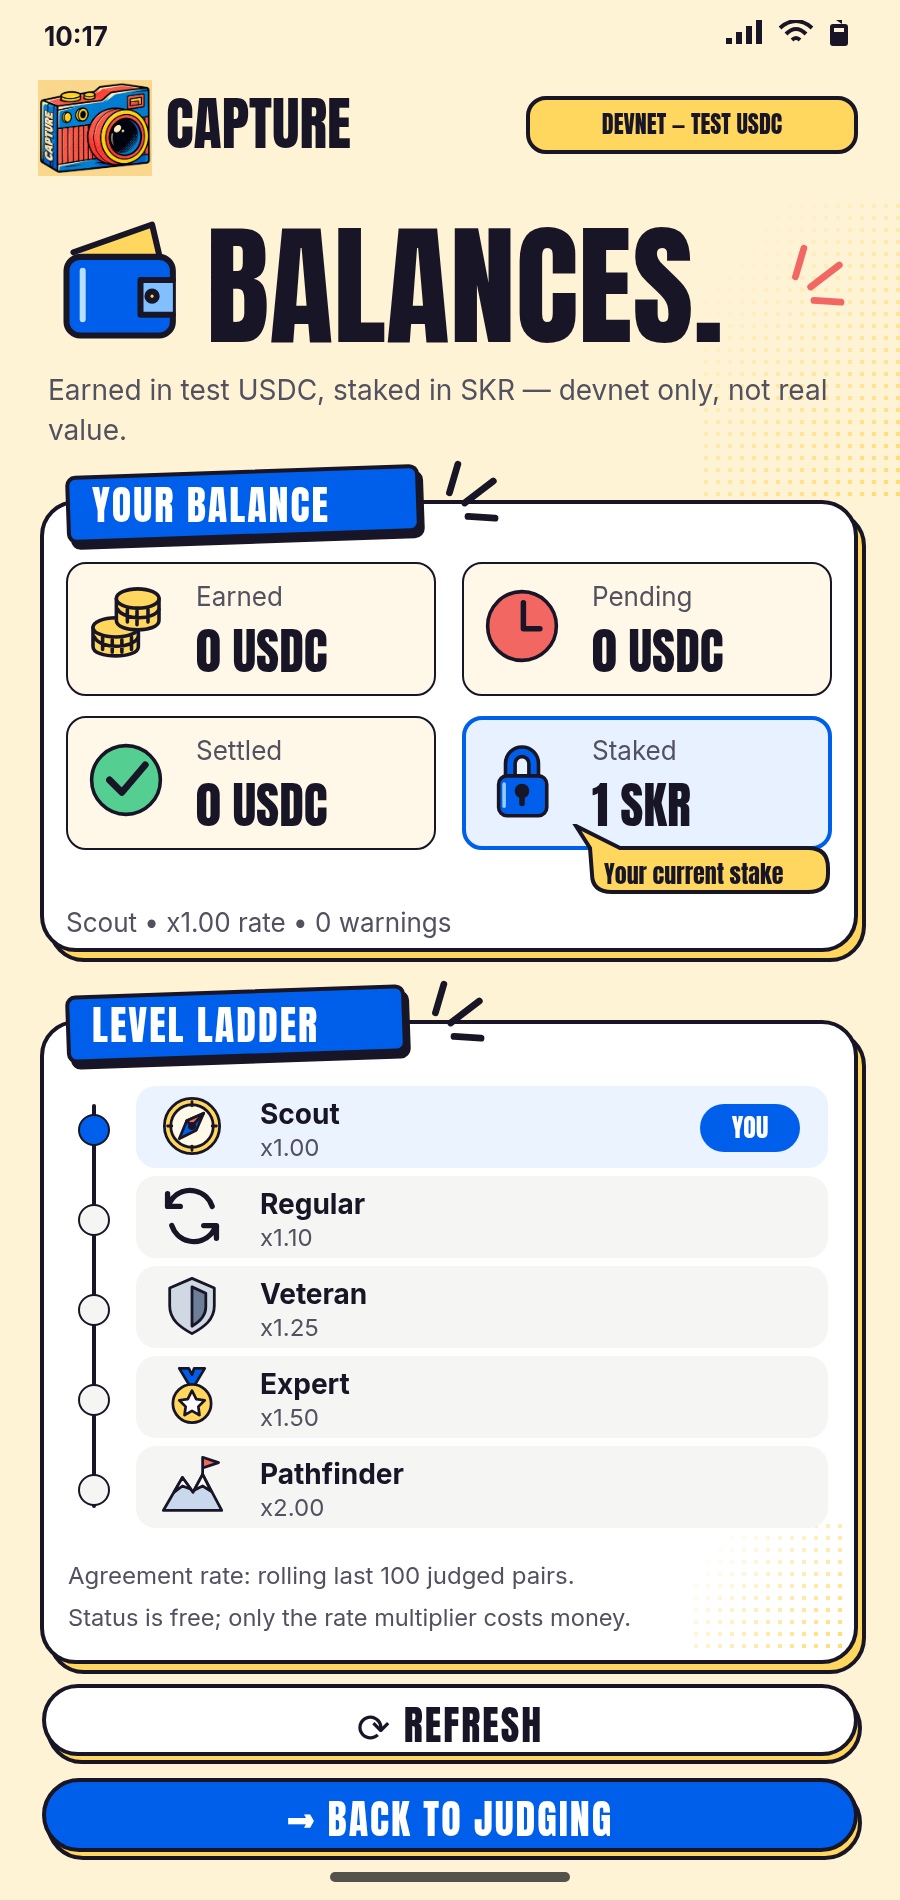 10:17
CAPTURE
CAPTURE
DEVNET – TEST USDC
BALANCES.
Earned in test USDC, staked in SKR — devnet only, not real
value.
YOUR BALANCE
Earned
0 USDC
Pending
0 USDC
Settled
0 USDC
Staked
1 SKR
Your current stake
Scout • x1.00 rate • 0 warnings
LEVEL LADDER
Scout
x1.00
YOU
Regular
x1.10
Veteran
x1.25
Expert
x1.50
Pathfinder
x2.00
Agreement rate: rolling last 100 judged pairs.
Status is free; only the rate multiplier costs money.
⟳ REFRESH
→ BACK TO JUDGING